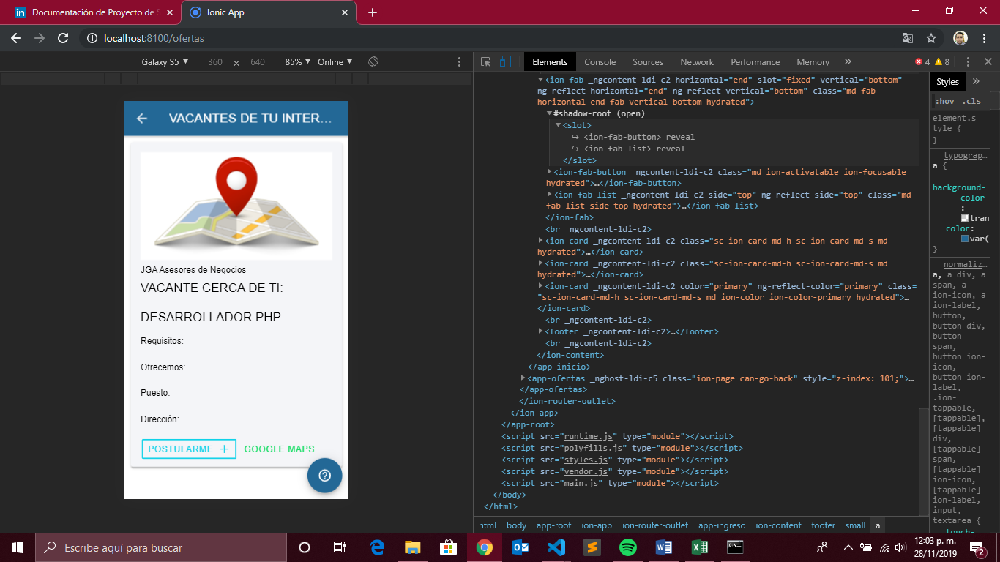 Documentación de Proyecto de S
Ionic App
localhost:8100/ofertas
Galaxy S5
360 x 640
85%
Online
Elements
Console
Sources
Network
Performance
Memory
4
8
VACANTES DE TU INTER...
JGA Asesores de Negocios
VACANTE CERCA DE TI:
DESARROLLADOR PHP
Requisitos:
Ofrecemos:
Puesto:
Dirección:
POSTULARME +
GOOGLE MAPS
<ion-fab _ngcontent-ldi-c2 horizontal="end" slot="fixed" vertical="bottom"
ng-reflect-horizontal="end" ng-reflect-vertical="bottom" class="md fab-
horizontal-end fab-vertical-bottom hydrated">
#shadow-root (open)
<slot>
↪ <ion-fab-button> reveal
↪ <ion-fab-list> reveal
</slot>
<ion-fab-button _ngcontent-ldi-c2 class="md ion-activatable ion-focusable
hydrated">…</ion-fab-button>
<ion-fab-list _ngcontent-ldi-c2 side="top" ng-reflect-side="top" class="md
fab-list-side-top hydrated">…</ion-fab-list>
</ion-fab>
<br _ngcontent-ldi-c2>
<ion-card _ngcontent-ldi-c2 class="sc-ion-card-md-h sc-ion-card-md-s md
hydrated">…</ion-card>
<ion-card _ngcontent-ldi-c2 class="sc-ion-card-md-h sc-ion-card-md-s md
hydrated">…</ion-card>
<ion-card _ngcontent-ldi-c2 color="primary" ng-reflect-color="primary" class=
"sc-ion-card-md-h sc-ion-card-md-s md ion-color ion-color-primary hydrated">…
</ion-card>
<br _ngcontent-ldi-c2>
<footer _ngcontent-ldi-c2>…</footer>
<br _ngcontent-ldi-c2>
</ion-content>
</app-inicio>
<app-ofertas _nghost-ldi-c5 class="ion-page can-go-back" style="z-index: 101;">…
</app-ofertas>
</ion-router-outlet>
</ion-app>
</app-root>
<script src="runtime.js" type="module"></script>
<script src="polyfills.js" type="module"></script>
<script src="styles.js" type="module"></script>
<script src="vendor.js" type="module"></script>
<script src="main.js" type="module"></script>
</body>
</html>
html body app-root ion-app ion-router-outlet app-ingreso ion-content footer small a
Styles
:hov .cls
element.s
tyle {
}
typograp…
a {
background-
color
:
tran
color:
var(
}
normaliz…
a, a div, a
span, a
ion-icon, a
ion-label,
button,
button div,
button
span,
button ion-
icon,
button ion-
label,
.ion-
tappable,
[tappable],
[tappable]
div,
[tappable]
span,
[tappable]
ion-icon,
[tappable]
ion-label,
input,
textarea {
touch-
Escribe aquí para buscar
12:03 p. m.
28/11/2019
2